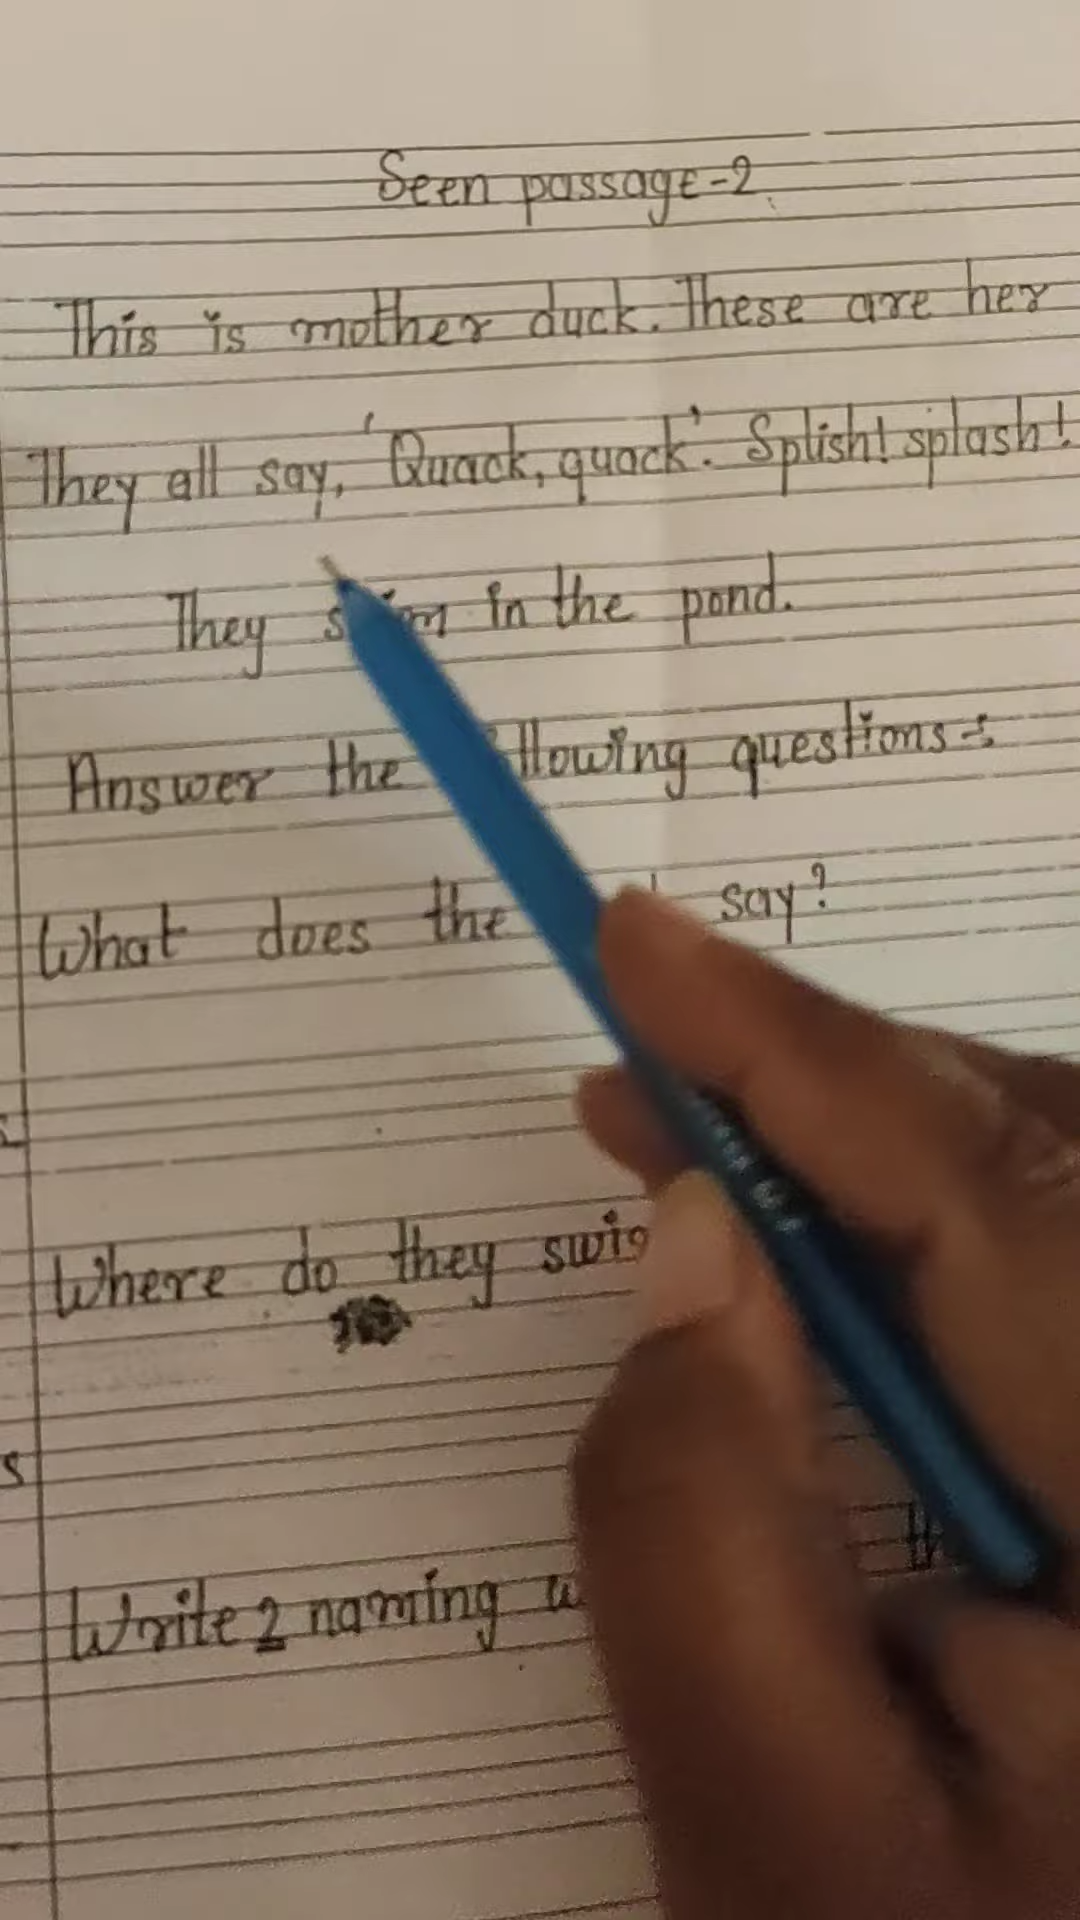 Seen passage-2
This is mother duck. These are her
They all say, 'Quack, quack'. Splish! splash!
They in the pond.
Answer the questions :-
What does the say?
Where do they
Write 2 naming